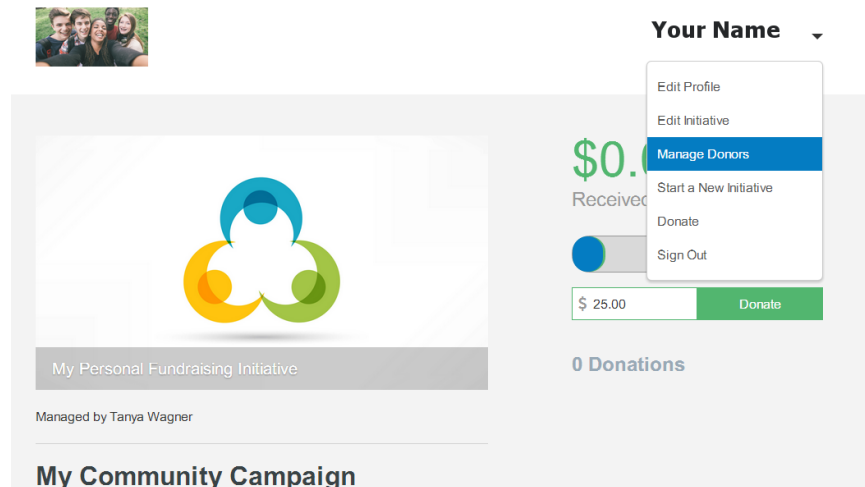 Your Name
Edit Profile
Edit Initiative
Manage Donors
Start a New Initiative
Donate
Sign Out
$0.
Received
$ 25.00
Donate
0 Donations
My Personal Fundraising Initiative
Managed by Tanya Wagner
My Community Campaign